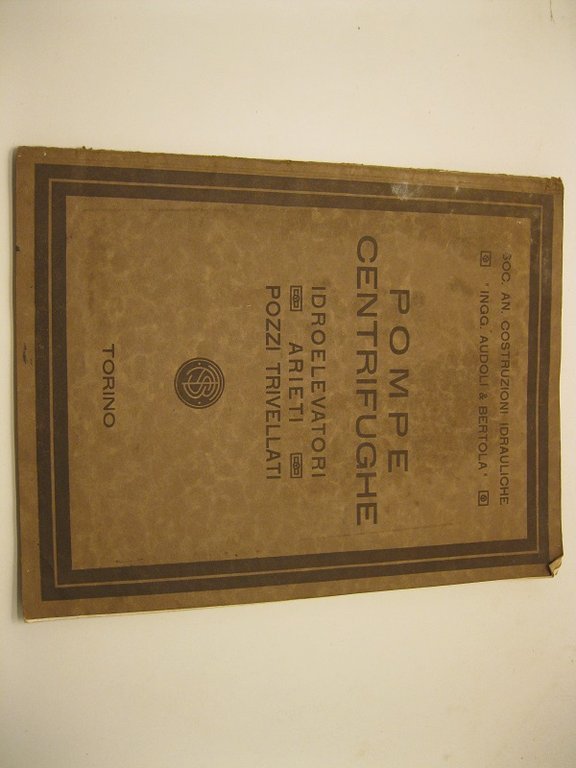 SOC. AN. COSTRUZIONI IDRAULICHE
"INGG. AUDOLI & BERTOLA"
POMPE
CENTRIFUGHE
IDROELEVATORI
ARIETI
POZZI TRIVELLATI
TORINO